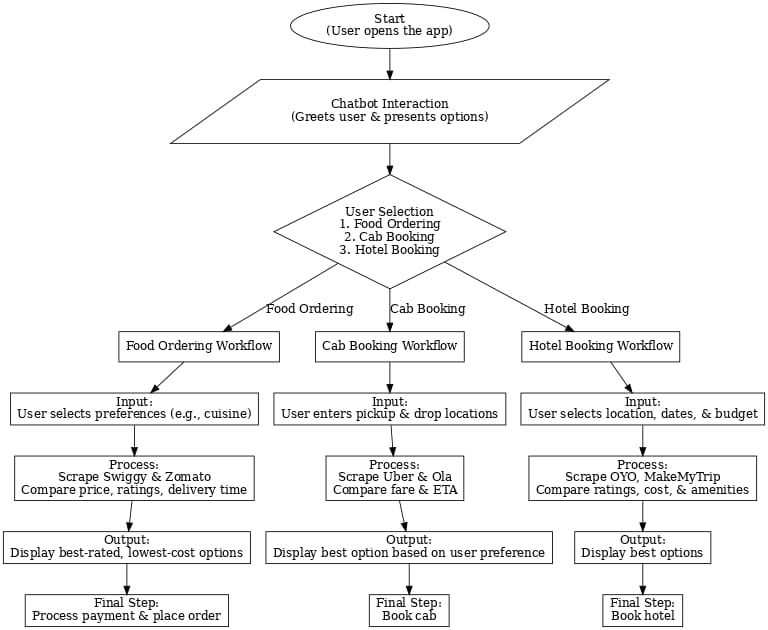 Start
(User opens the app)
Chatbot Interaction
(Greets user & presents options)
User Selection
1. Food Ordering
2. Cab Booking
3. Hotel Booking
Food Ordering
Cab Booking
Hotel Booking
Food Ordering Workflow
Cab Booking Workflow
Hotel Booking Workflow
Input:
User selects preferences (e.g., cuisine)
Input:
User enters pickup & drop locations
Input:
User selects location, dates, & budget
Process:
Scrape Swiggy & Zomato
Compare price, ratings, delivery time
Process:
Scrape Uber & Ola
Compare fare & ETA
Process:
Scrape OYO, MakeMyTrip
Compare ratings, cost, & amenities
Output:
Display best-rated, lowest-cost options
Output:
Display best option based on user preference
Output:
Display best options
Final Step:
Process payment & place order
Final Step:
Book cab
Final Step:
Book hotel